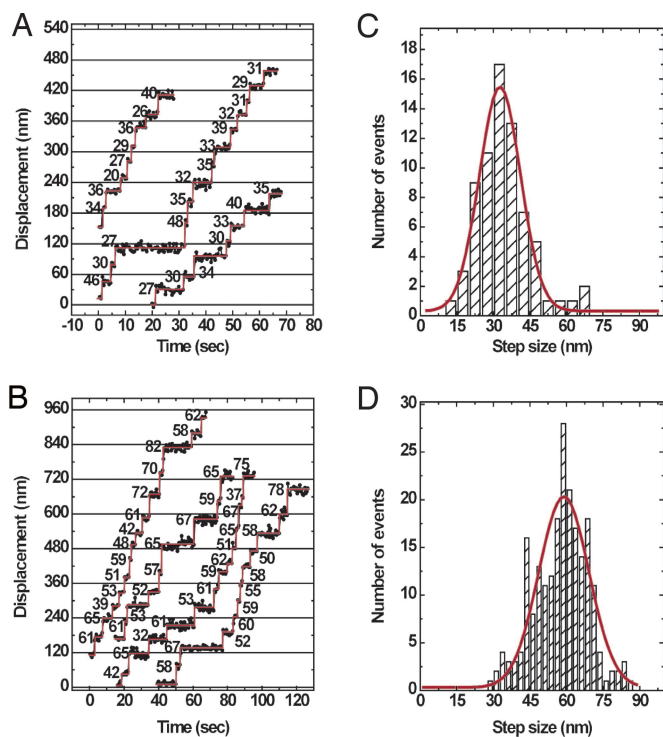 A
540
480
420
360
300
240
180
120
60
0
Displacement (nm)
-10 0 10 20 30 40 50 60 70 80
Time (sec)
34 36 20 27 29 36 26 40
46 30 27 48 35 32 35 33 39 32 31 29 31
27 30 34 30 33 40 35
C
18
16
14
12
10
8
6
4
2
0
Number of events
0 15 30 45 60 75 90
Step size (nm)
B
960
840
720
600
480
360
240
120
0
Displacement (nm)
0 20 40 60 80 100 120
Time (sec)
61 65 39 53 51 59 48 42 61 72 70 82 58 62
61 53 52 57 65 67 59 65
42 65 32 61 53 61 59 62 51 65 67 37 75
58 67 52 60 59 55 58 58 62 78
D
30
25
20
15
10
5
0
Number of events
0 15 30 45 60 75 90
Step size (nm)